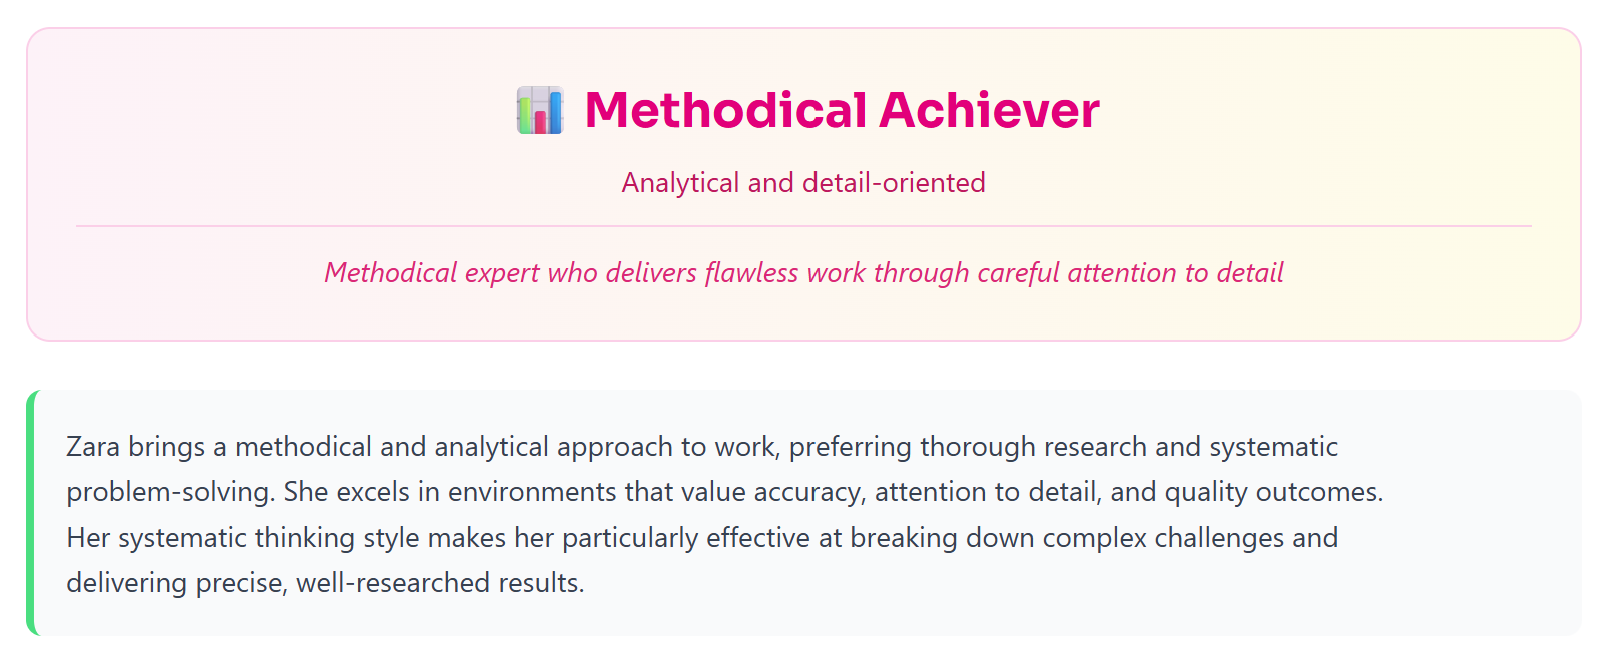 Methodical Achiever
Analytical and detail-oriented
Methodical expert who delivers flawless work through careful attention to detail
Zara brings a methodical and analytical approach to work, preferring thorough research and systematic
problem-solving. She excels in environments that value accuracy, attention to detail, and quality outcomes.
Her systematic thinking style makes her particularly effective at breaking down complex challenges and
delivering precise, well-researched results.